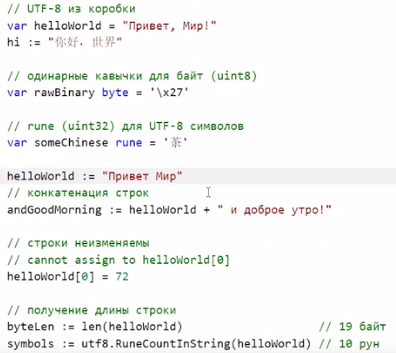 // UTF-8 из коробки
var helloWorld = "Привет, Мир!"
hi := "你好，世界"
// одинарные кавычки для байт (uint8)
var rawBinary byte = '\x27'
// rune (uint32) для UTF-8 символов
var someChinese rune = '茶'
helloWorld := "Привет Мир"
// конкатенация строк
andGoodMorning := helloWorld + " и доброе утро!"
// строки неизменяемы
// cannot assign to helloWorld[0]
helloWorld[0] = 72
// получение длины строки
byteLen := len(helloWorld) // 19 байт
symbols := utf8.RuneCountInString(helloWorld) // 10 рун